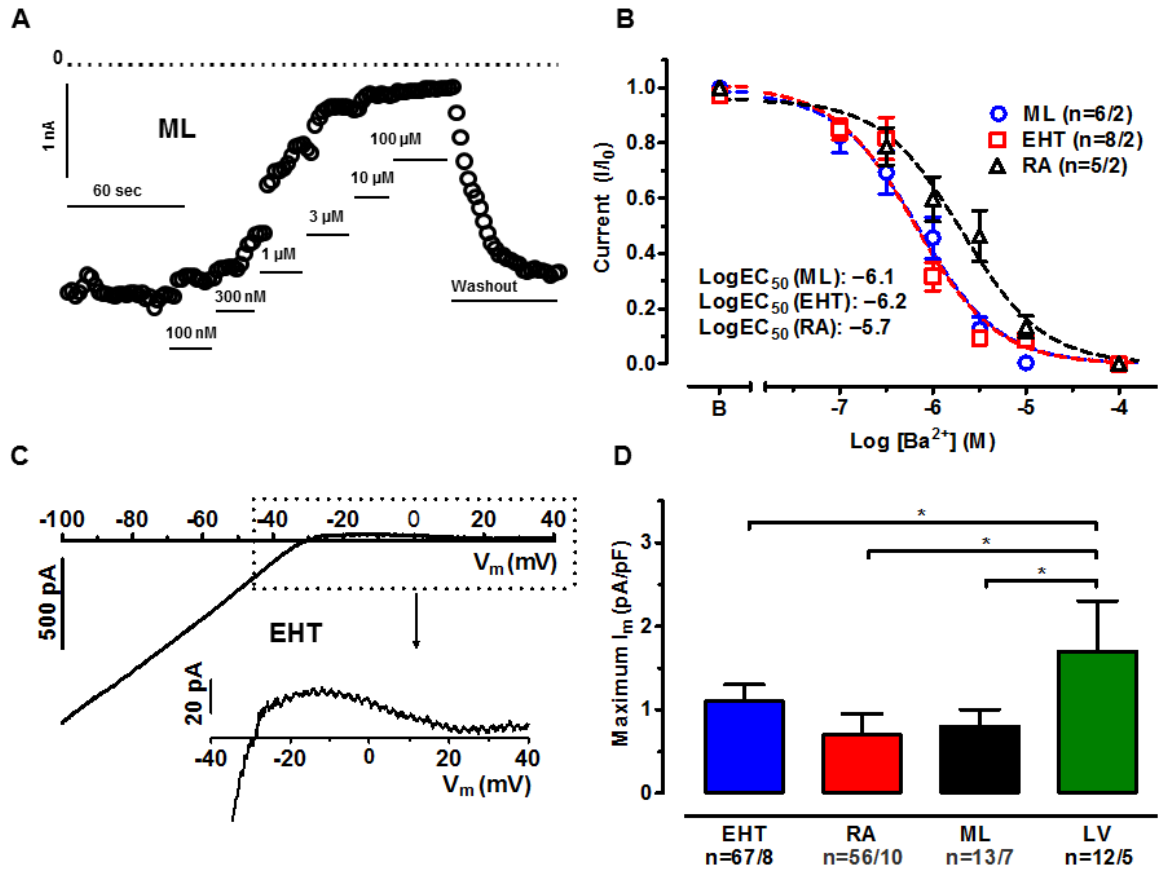 A
0
1 nA
ML
60 sec
100 nM
300 nM
1 µM
3 µM
10 µM
100 µM
Washout
B
Current (I/I0)
1.0
0.8
0.6
0.4
0.2
0.0
ML (n=6/2)
EHT (n=8/2)
RA (n=5/2)
LogEC50 (ML): –6.1
LogEC50 (EHT): –6.2
LogEC50 (RA): –5.7
B -7 -6 -5 -4
Log [Ba2+] (M)
C
-100 -80 -60 -40 -20 0 20 40
Vm (mV)
500 pA
EHT
20 pA
-40 -20 0 20 40
Vm (mV)
D
Maximum Im (pA/pF)
3
2
1
0
*
*
*
EHT RA ML LV
n=67/8 n=56/10 n=13/7 n=12/5